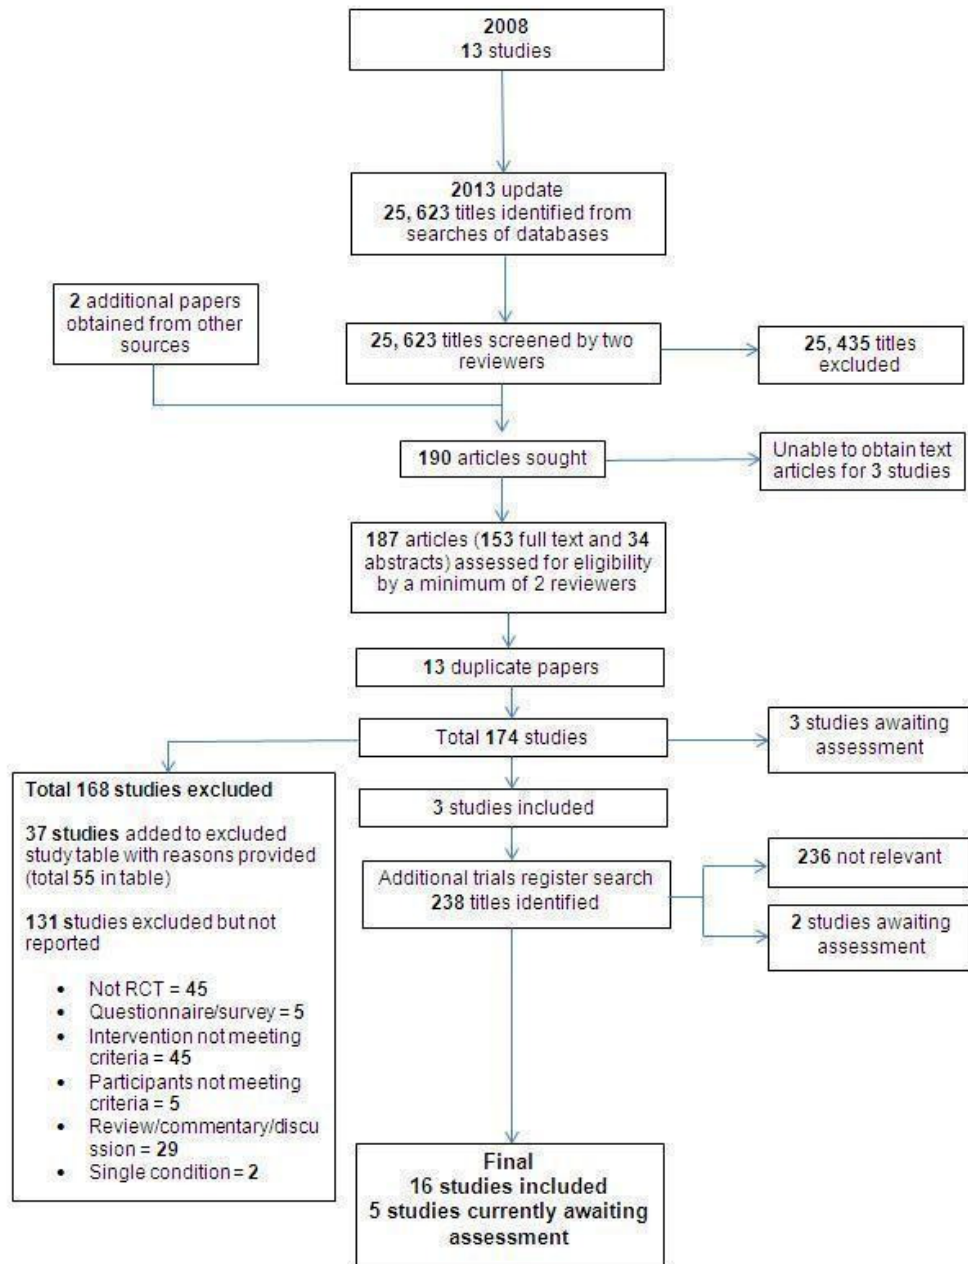 2008
13 studies
2013 update
25, 623 titles identified from
searches of databases
2 additional papers
obtained from other
sources
25, 623 titles screened by two
reviewers
25, 435 titles
excluded
190 articles sought
Unable to obtain text
articles for 3 studies
187 articles (153 full text and 34
abstracts) assessed for eligibility
by a minimum of 2 reviewers
13 duplicate papers
Total 174 studies
3 studies awaiting
assessment
Total 168 studies excluded
37 studies added to excluded
study table with reasons provided
(total 55 in table)
131 studies excluded but not
reported
• Not RCT = 45
• Questionnaire/survey = 5
• Intervention not meeting
criteria = 45
• Participants not meeting
criteria = 5
• Review/commentary/discu
ssion = 29
• Single condition = 2
3 studies included
Additional trials register search
238 titles identified
236 not relevant
2 studies awaiting
assessment
Final
16 studies included
5 studies currently awaiting
assessment